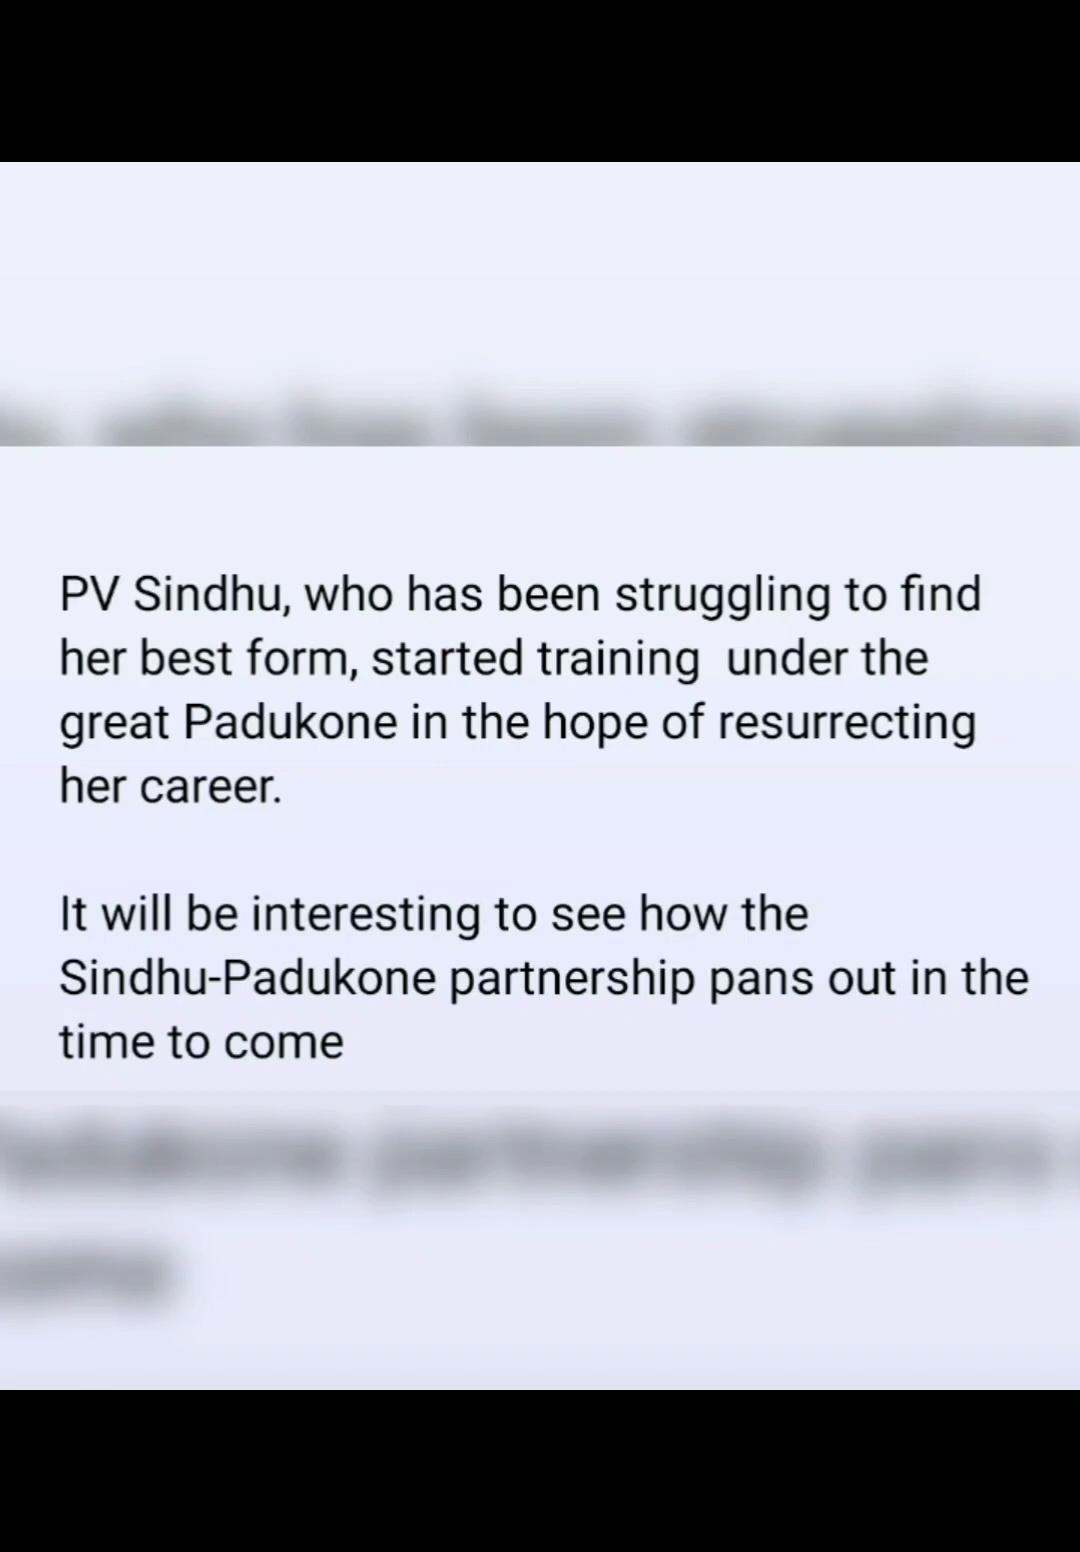 PV Sindhu, who has been struggling to find
her best form, started training  under the
great Padukone in the hope of resurrecting
her career.
It will be interesting to see how the
Sindhu-Padukone partnership pans out in the
time to come